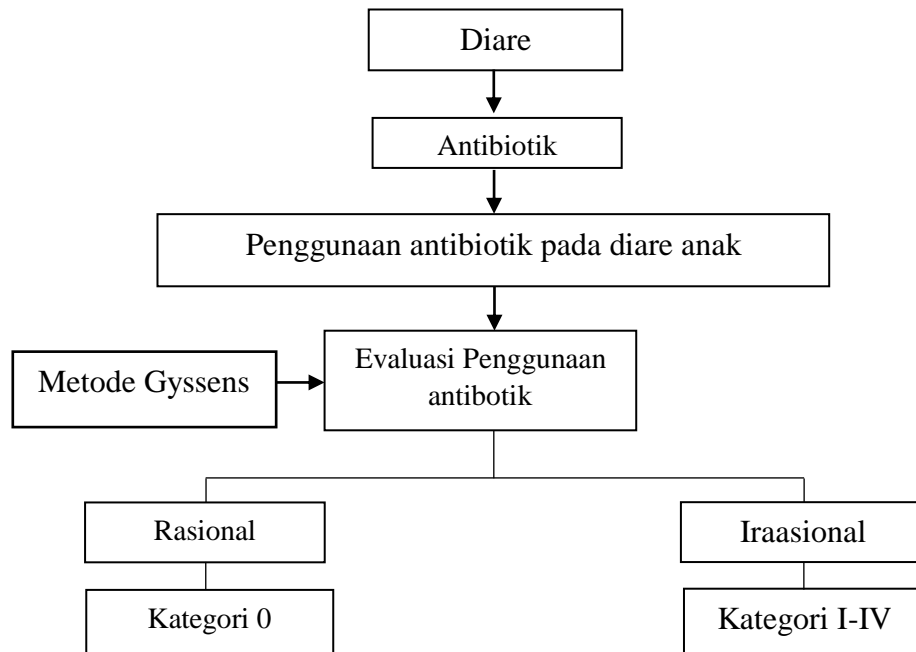 Diare
Antibiotik
Penggunaan antibiotik pada diare anak
Metode Gyssens
Evaluasi Penggunaan
antibotik
Rasional
Iraasional
Kategori 0
Kategori I-IV